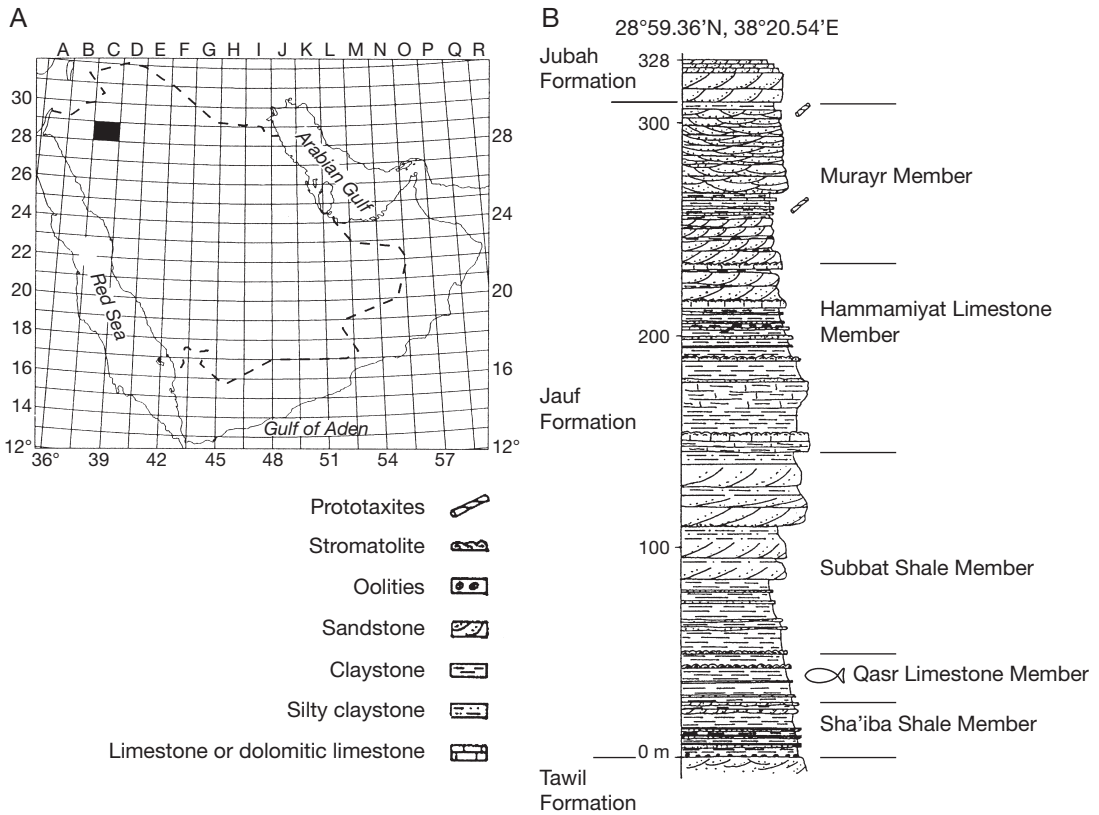 A
A B C D E F G H I J K L M N O P Q R
30
28
28
26
24
24
22
20
20
18
16
16
14
12°
12°
36° 39 42 45 48 51 54 57
Arabian Gulf
Red Sea
Gulf of Aden
Prototaxites
Stromatolite
Oolities
Sandstone
Claystone
Silty claystone
Limestone or dolomitic limestone
B
28°59.36'N, 38°20.54'E
Jubah
Formation
328
300
Murayr Member
Hammamiyat Limestone
Member
200
Jauf
Formation
100
Subbat Shale Member
Qasr Limestone Member
Sha'iba Shale Member
0 m
Tawil
Formation